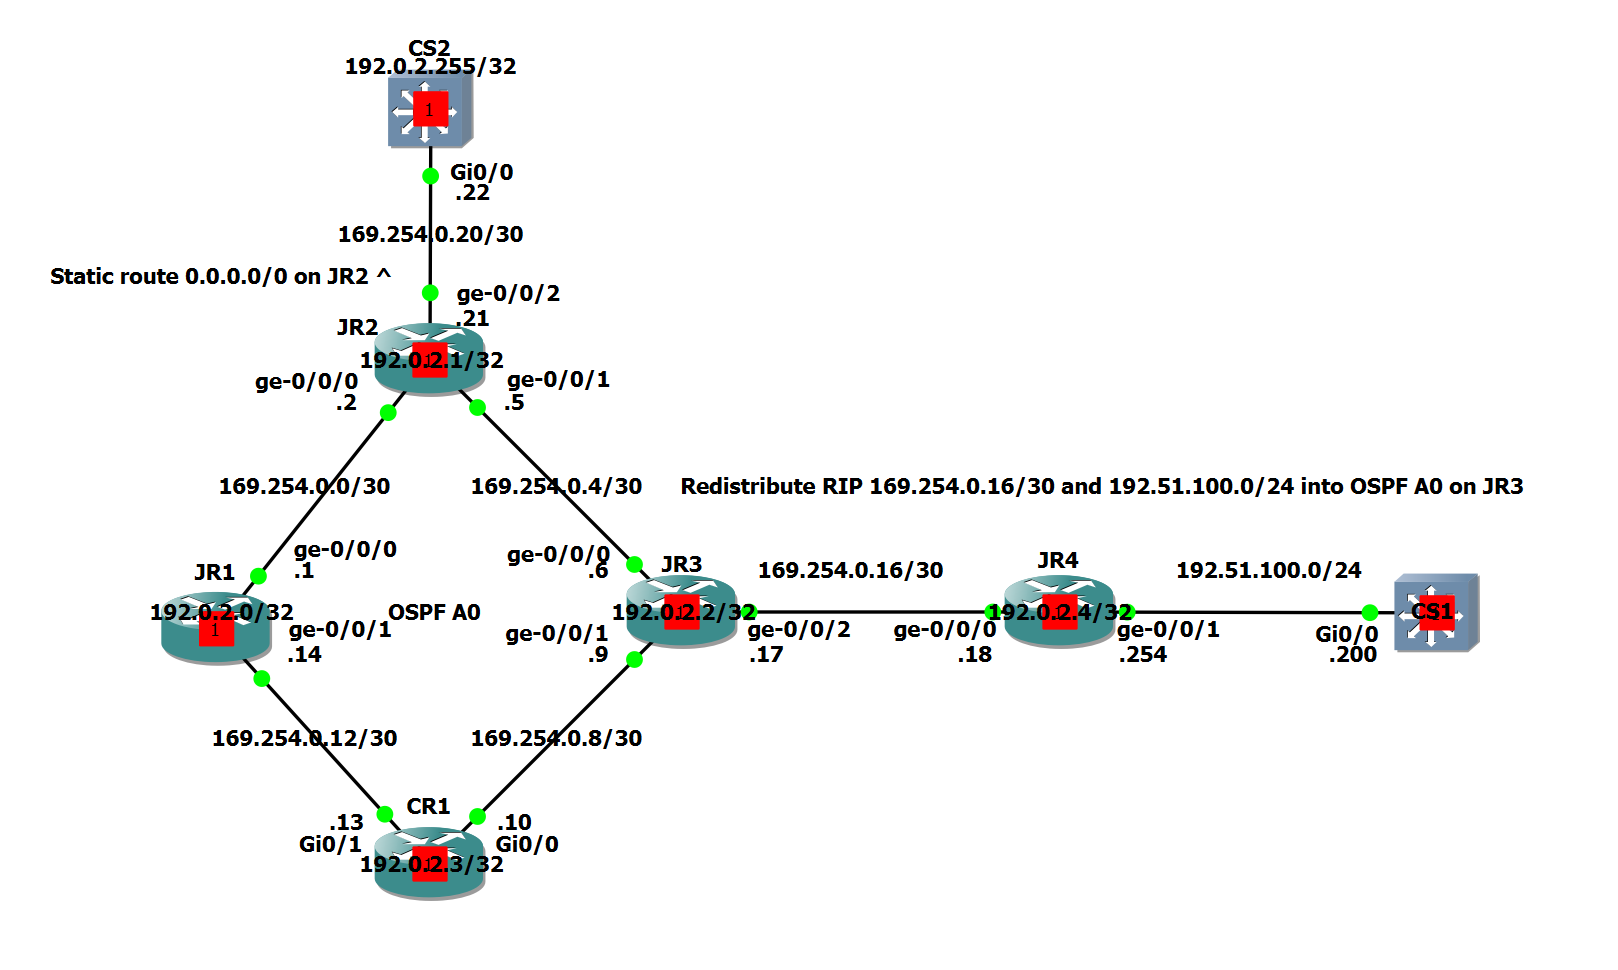 CS2
192.0.2.255/32
1
Gi0/0
.22
169.254.0.20/30
Static route 0.0.0.0/0 on JR2 ^
ge-0/0/2
.21
JR2
192.0.2.1/32
ge-0/0/0
.2
ge-0/0/1
.5
169.254.0.0/30
169.254.0.4/30
Redistribute RIP 169.254.0.16/30 and 192.51.100.0/24 into OSPF A0 on JR3
ge-0/0/0
.1
JR1
192.0.2.0/32
1
OSPF A0
ge-0/0/1
.14
ge-0/0/0
.6
JR3
192.0.2.2/32
ge-0/0/1
.9
169.254.0.16/30
ge-0/0/2
.17
JR4
192.0.2.4/32
ge-0/0/0
.18
ge-0/0/1
.254
192.51.100.0/24
CS1
Gi0/0
.200
169.254.0.12/30
169.254.0.8/30
CR1
.13
Gi0/1
.10
Gi0/0
192.0.2.3/32